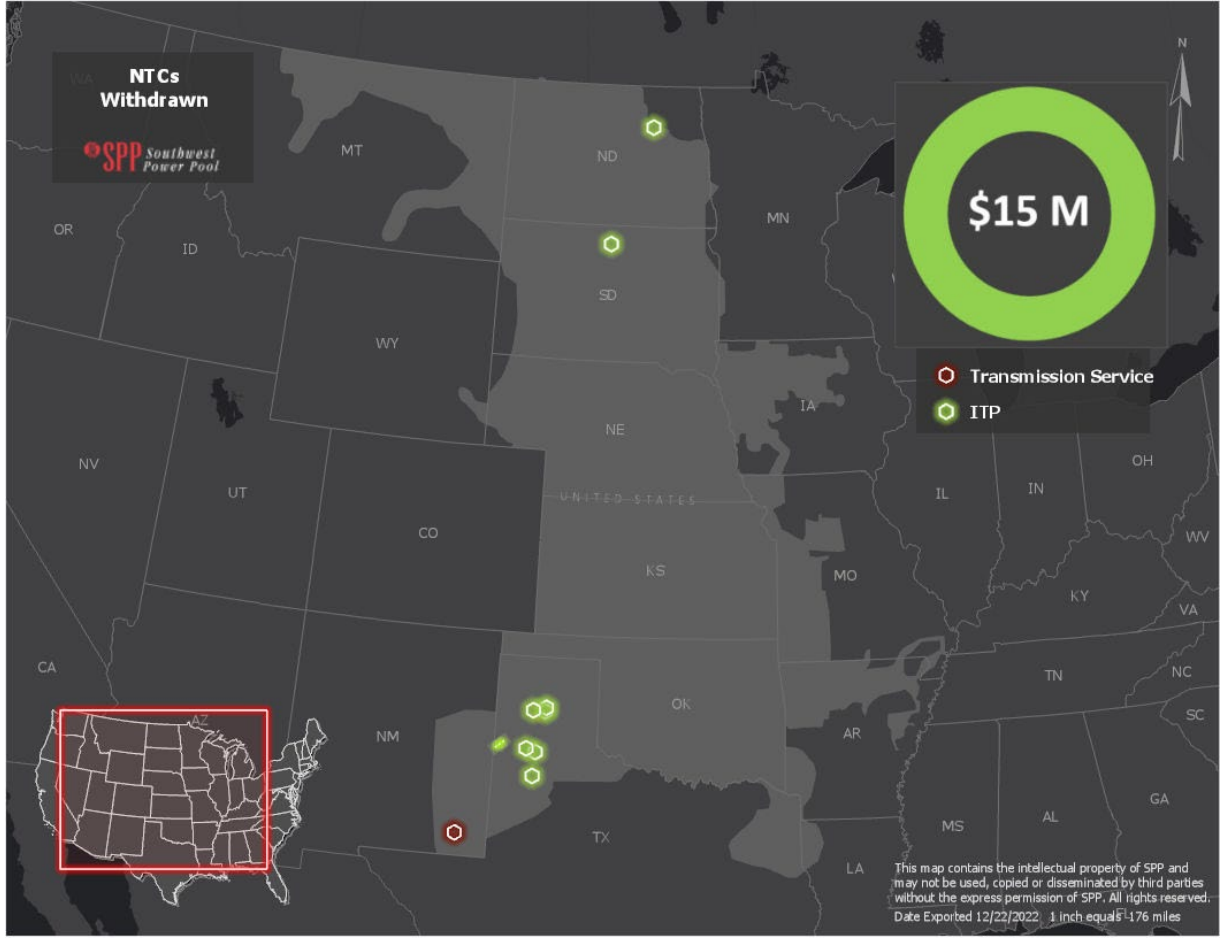 NTCs
Withdrawn
SPP Southwest
Power Pool
N
$15 M
Transmission Service
ITP
WA
MT
ND
MN
OR
ID
SD
WY
IA
NE
NV
UT
UNITED STATES
CO
KS
IL
IN
OH
MO
WV
KY
VA
CA
AZ
NM
OK
TN
NC
AR
SC
TX
MS
AL
GA
LA
FL
This map contains the intellectual property of SPP and
may not be used, copied or disseminated by third parties
without the express permission of SPP. All rights reserved.
Date Exported 12/22/2022 1 inch equals 176 miles